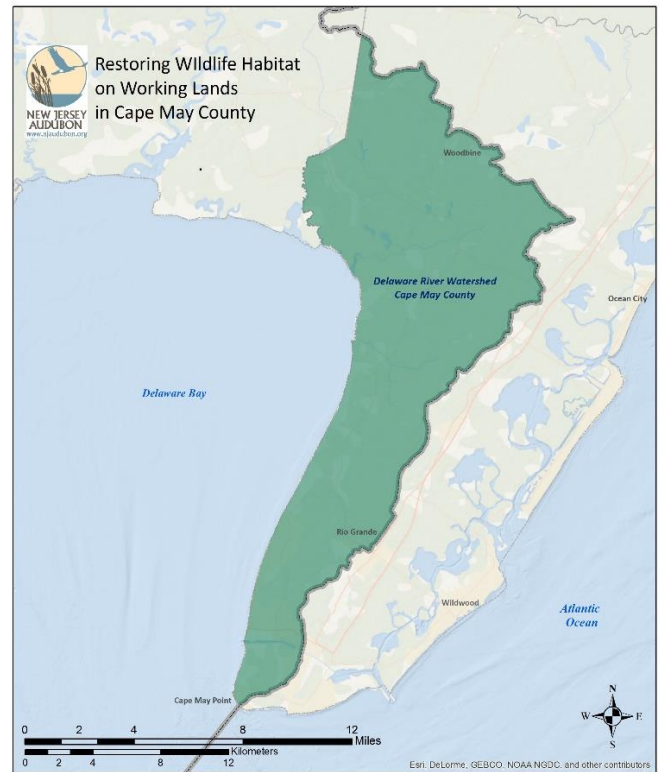 Restoring WIldlife Habitat
on Working Lands
in Cape May County
NEW JERSEY
AUDUBON
www.njaudubon.org
Woodbine
Delaware River Watershed
Cape May County
Ocean City
Delaware Bay
Rio Grande
Wildwood
Atlantic
Ocean
Cape May Point
N
W E
S
0 2 4 8 12
Miles
Kilometers
0 2 4 8 12
Esri, DeLorme, GEBCO, NOAA NGDC, and other contributors